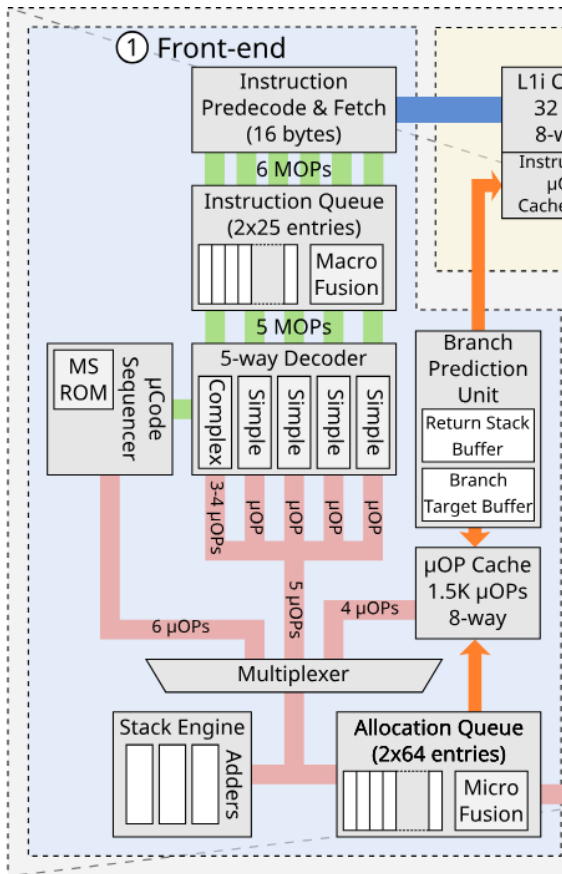 1 Front-end
Instruction
Predecode & Fetch
(16 bytes)
L1i
32
8-
6 MOPs
Instruction Queue
(2x25 entries)
Macro
Fusion
µO
Cache
5 MOPs
5-way Decoder
Complex
Simple
Simple
Simple
Simple
MS
ROM
µCode
Sequencer
Branch
Prediction
Unit
Return Stack
Buffer
Branch
Target Buffer
3-4 µOPs
µOP
µOP
µOP
µOP
5 µOPs
6 µOPs
4 µOPs
µOP Cache
1.5K µOPs
8-way
Multiplexer
Stack Engine
Adders
Allocation Queue
(2x64 entries)
Micro
Fusion